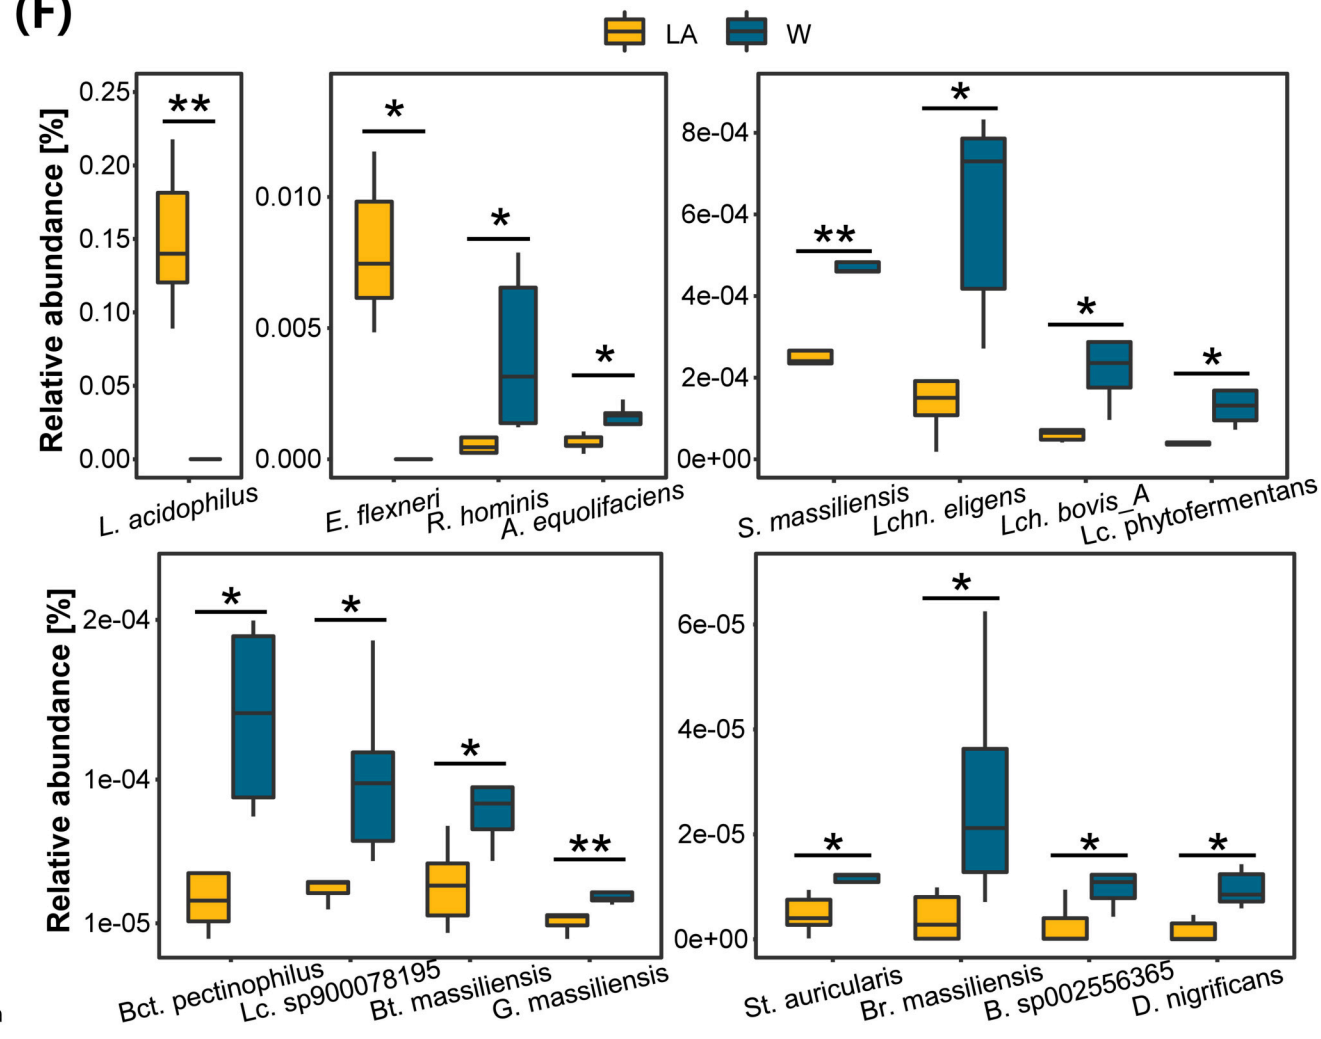 (F)
LA W
Relative abundance [%]
0.25
0.20
0.15
0.10
0.05
0.00
**
L. acidophilus
0.010
0.005
0.000
*
*
*
E. flexneri
R. hominis
A. equolifaciens
8e-04
6e-04
4e-04
2e-04
0e+00
**
*
*
*
S. massiliensis
Lchn. eligens
Lch. bovis_A
Lc. phytofermentans
Relative abundance [%]
2e-04
1e-04
1e-05
*
*
*
**
Bct. pectinophilus
Lc. sp900078195
Bt. massiliensis
G. massiliensis
6e-05
4e-05
2e-05
0e+00
*
*
*
*
St. auricularis
Br. massiliensis
B. sp002556365
D. nigrificans